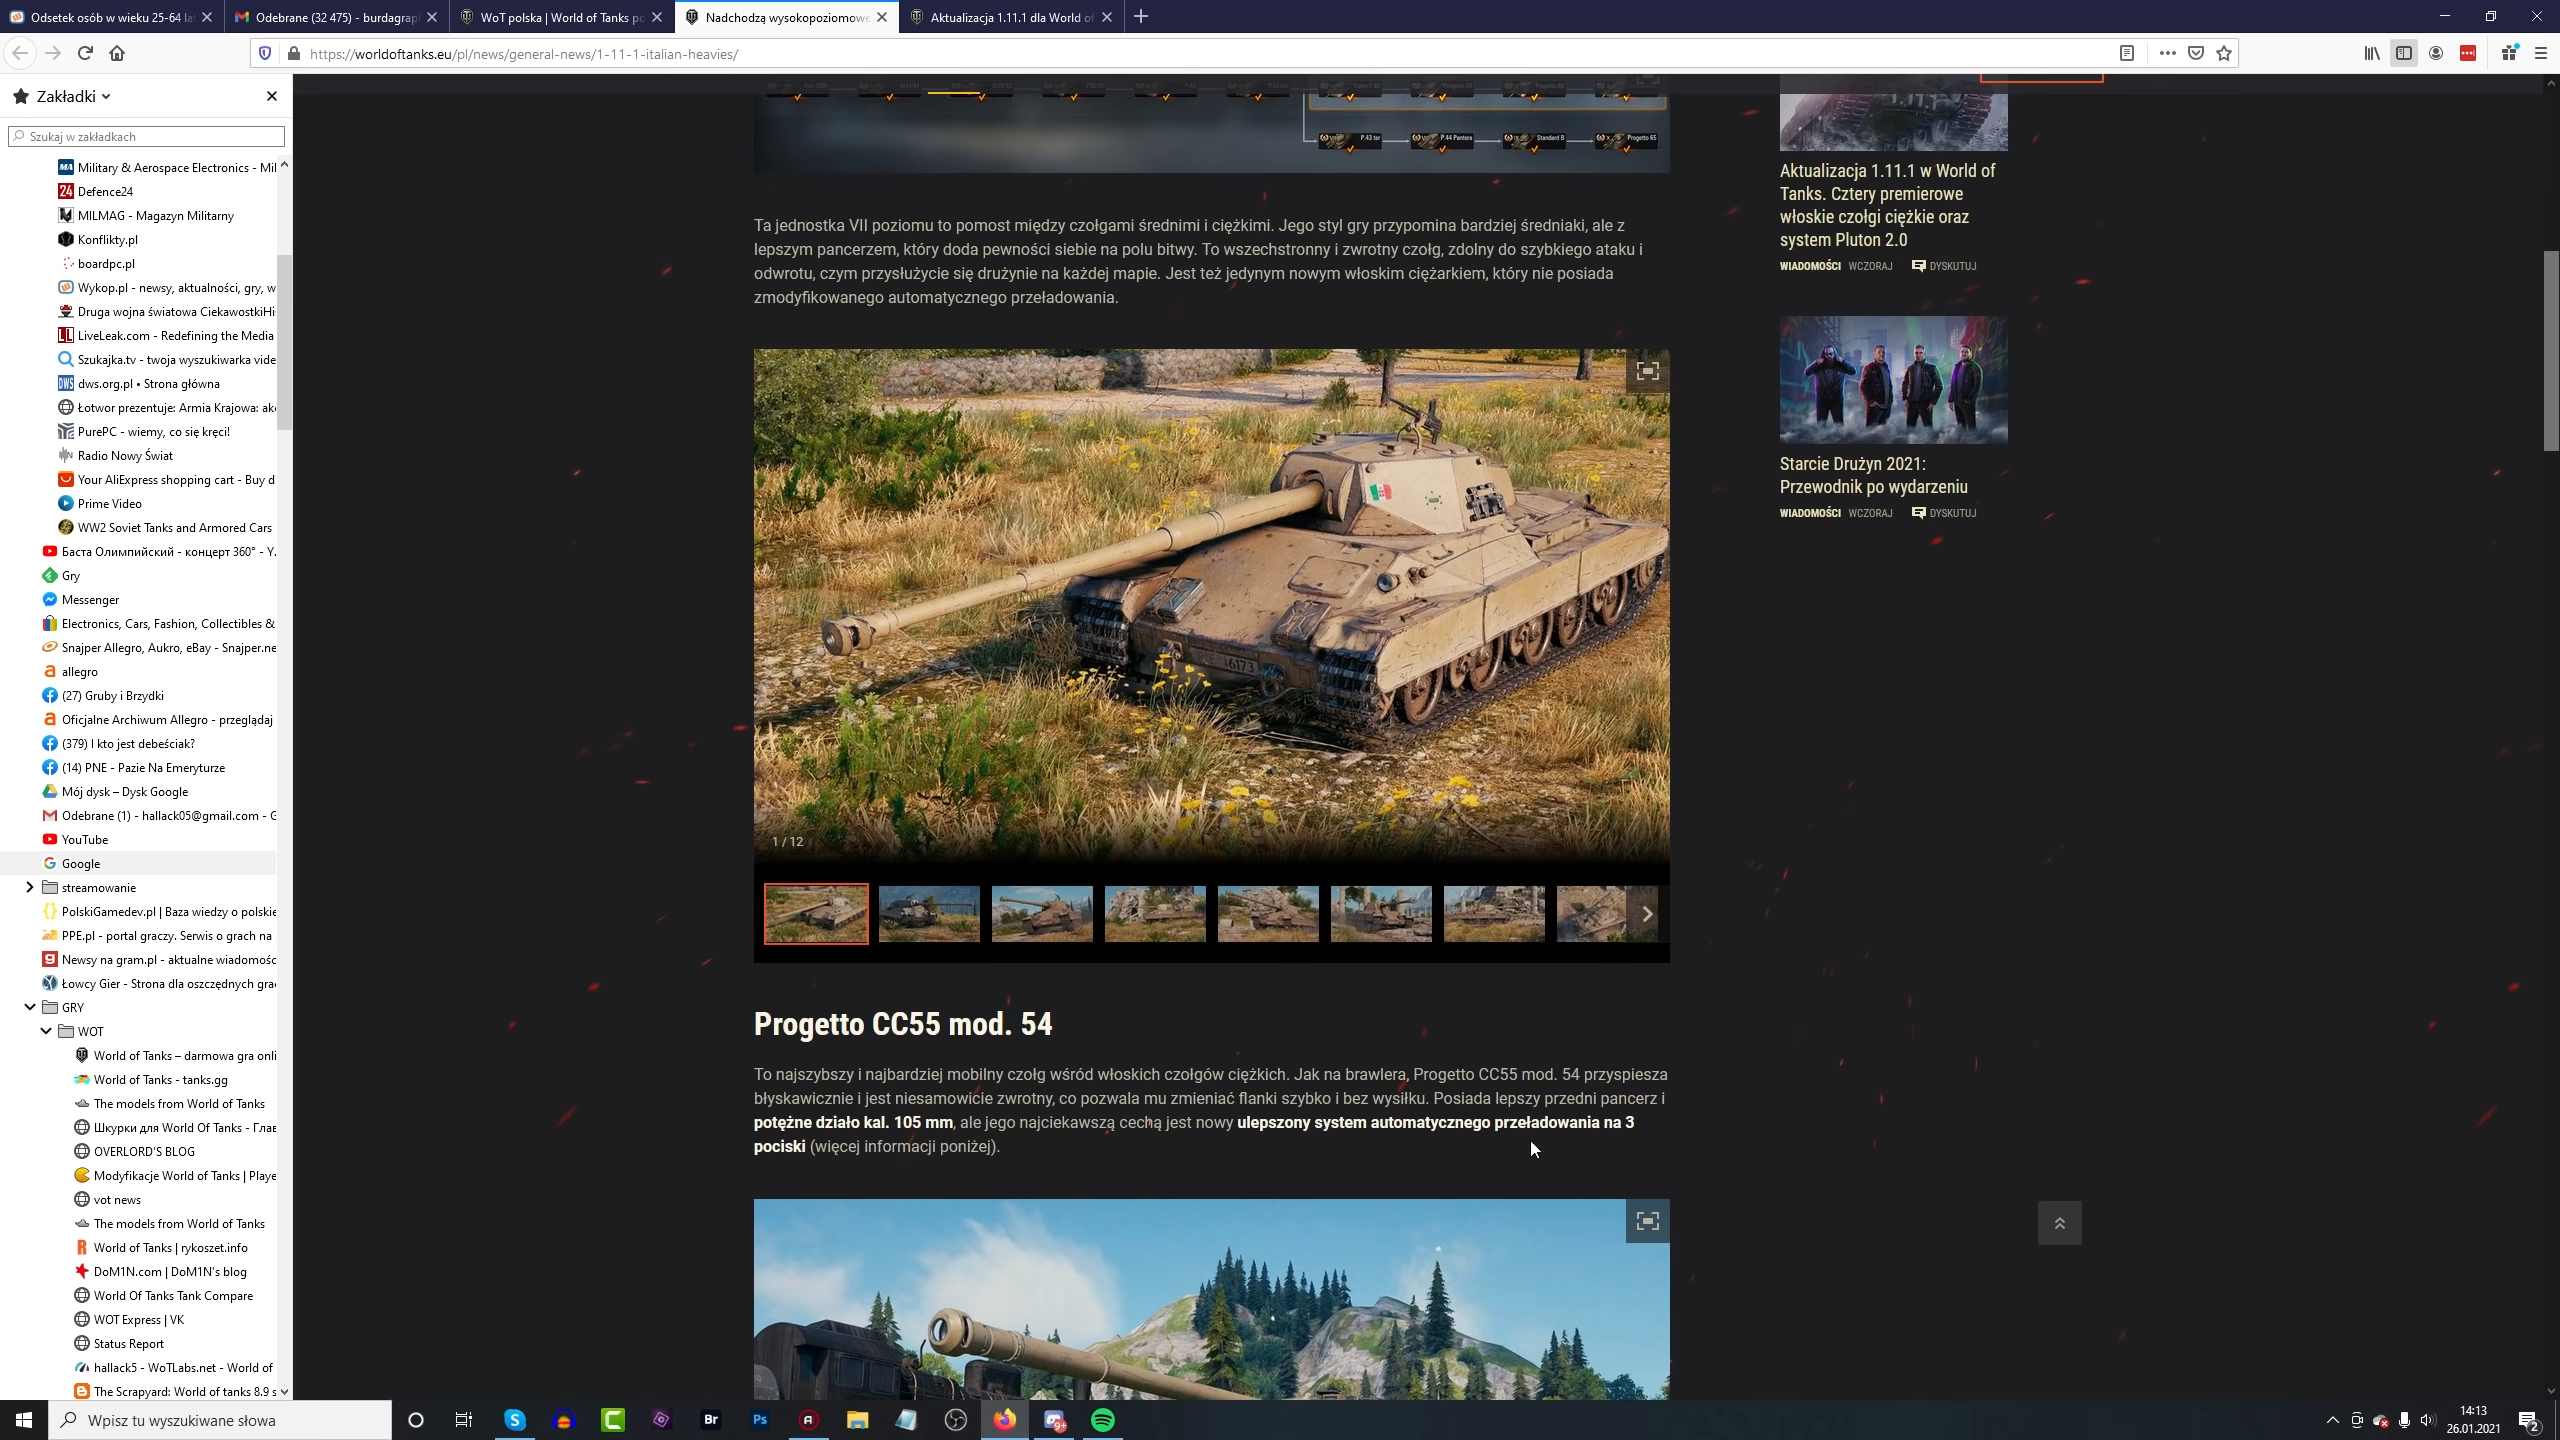 Odsetek osób w wieku 25-64 lat
Odebrane (32 475) - burdagrap
WoT polska | World of Tanks po
Nadchodzą wysokopoziomowe
Aktualizacja 1.11.1 dla World of
https://worldoftanks.eu/pl/news/general-news/1-11-1-italian-heavies/
Zakładki
Szukaj w zakładkach
Military & Aerospace Electronics - Mil
Defence24
MILMAG - Magazyn Militarny
Konflikty.pl
boardpc.pl
Wykop.pl - newsy, aktualności, gry, w
Druga wojna światowa CiekawostkiHi
LiveLeak.com - Redefining the Media
Szukajka.tv - twoja wyszukiwarka vide
dws.org.pl • Strona główna
Łotwor prezentuje: Armia Krajowa: ak
PurePC - wiemy, co się kręci!
Radio Nowy Świat
Your AliExpress shopping cart - Buy d
Prime Video
WW2 Soviet Tanks and Armored Cars
Баста Олимпийский - концерт 360° - Y
Gry
Messenger
Electronics, Cars, Fashion, Collectibles &
Snajper Allegro, Aukro, eBay - Snajper.ne
allegro
(27) Gruby i Brzydki
Oficjalne Archiwum Allegro - przeglądaj
(379) I kto jest debeściak?
(14) PNE - Pazie Na Emeryturze
Mój dysk – Dysk Google
Odebrane (1) - hallack05@gmail.com - G
YouTube
Google
streamowanie
PolskiGamedev.pl | Baza wiedzy o polskie
PPE.pl - portal graczy. Serwis o grach na
Newsy na gram.pl - aktualne wiadomośc
Łowcy Gier - Strona dla oszczędnych grac
GRY
WOT
World of Tanks – darmowa gra onli
World of Tanks - tanks.gg
The models from World of Tanks
Шкурки для World Of Tanks - Глав
OVERLORD'S BLOG
Modyfikacje World of Tanks | Playe
vot news
The models from World of Tanks
World of Tanks | rykoszet.info
DoM1N.com | DoM1N's blog
World Of Tanks Tank Compare
WOT Express | VK
Status Report
hallack5 - WoTLabs.net - World of
The Scrapyard: World of tanks 8.9 s
P.43 ter
P.44 Pantera
Standard B
Progetto 65
Ta jednostka VII poziomu to pomost między czołgami średnimi i ciężkimi. Jego styl gry przypomina bardziej średniaki, ale z
lepszym pancerzem, który doda pewności siebie na polu bitwy. To wszechstronny i zwrotny czołg, zdolny do szybkiego ataku i
odwrotu, czym przysłużycie się drużynie na każdej mapie. Jest też jedynym nowym włoskim ciężarkiem, który nie posiada
zmodyfikowanego automatycznego przeładowania.
6173
1 / 12
Progetto CC55 mod. 54
To najszybszy i najbardziej mobilny czołg wśród włoskich czołgów ciężkich. Jak na brawlera, Progetto CC55 mod. 54 przyspiesza
błyskawicznie i jest niesamowicie zwrotny, co pozwala mu zmieniać flanki szybko i bez wysiłku. Posiada lepszy przedni pancerz i
potężne działo kal. 105 mm, ale jego najciekawszą cechą jest nowy ulepszony system automatycznego przeładowania na 3
pociski (więcej informacji poniżej).
Aktualizacja 1.11.1 w World of
Tanks. Cztery premierowe
włoskie czołgi ciężkie oraz
system Pluton 2.0
WIADOMOŚCI WCZORAJ DYSKUTUJ
Starcie Drużyn 2021:
Przewodnik po wydarzeniu
WIADOMOŚCI WCZORAJ DYSKUTUJ
Wpisz tu wyszukiwane słowa
Br
Ps
9+
14:13
26.01.2021
2